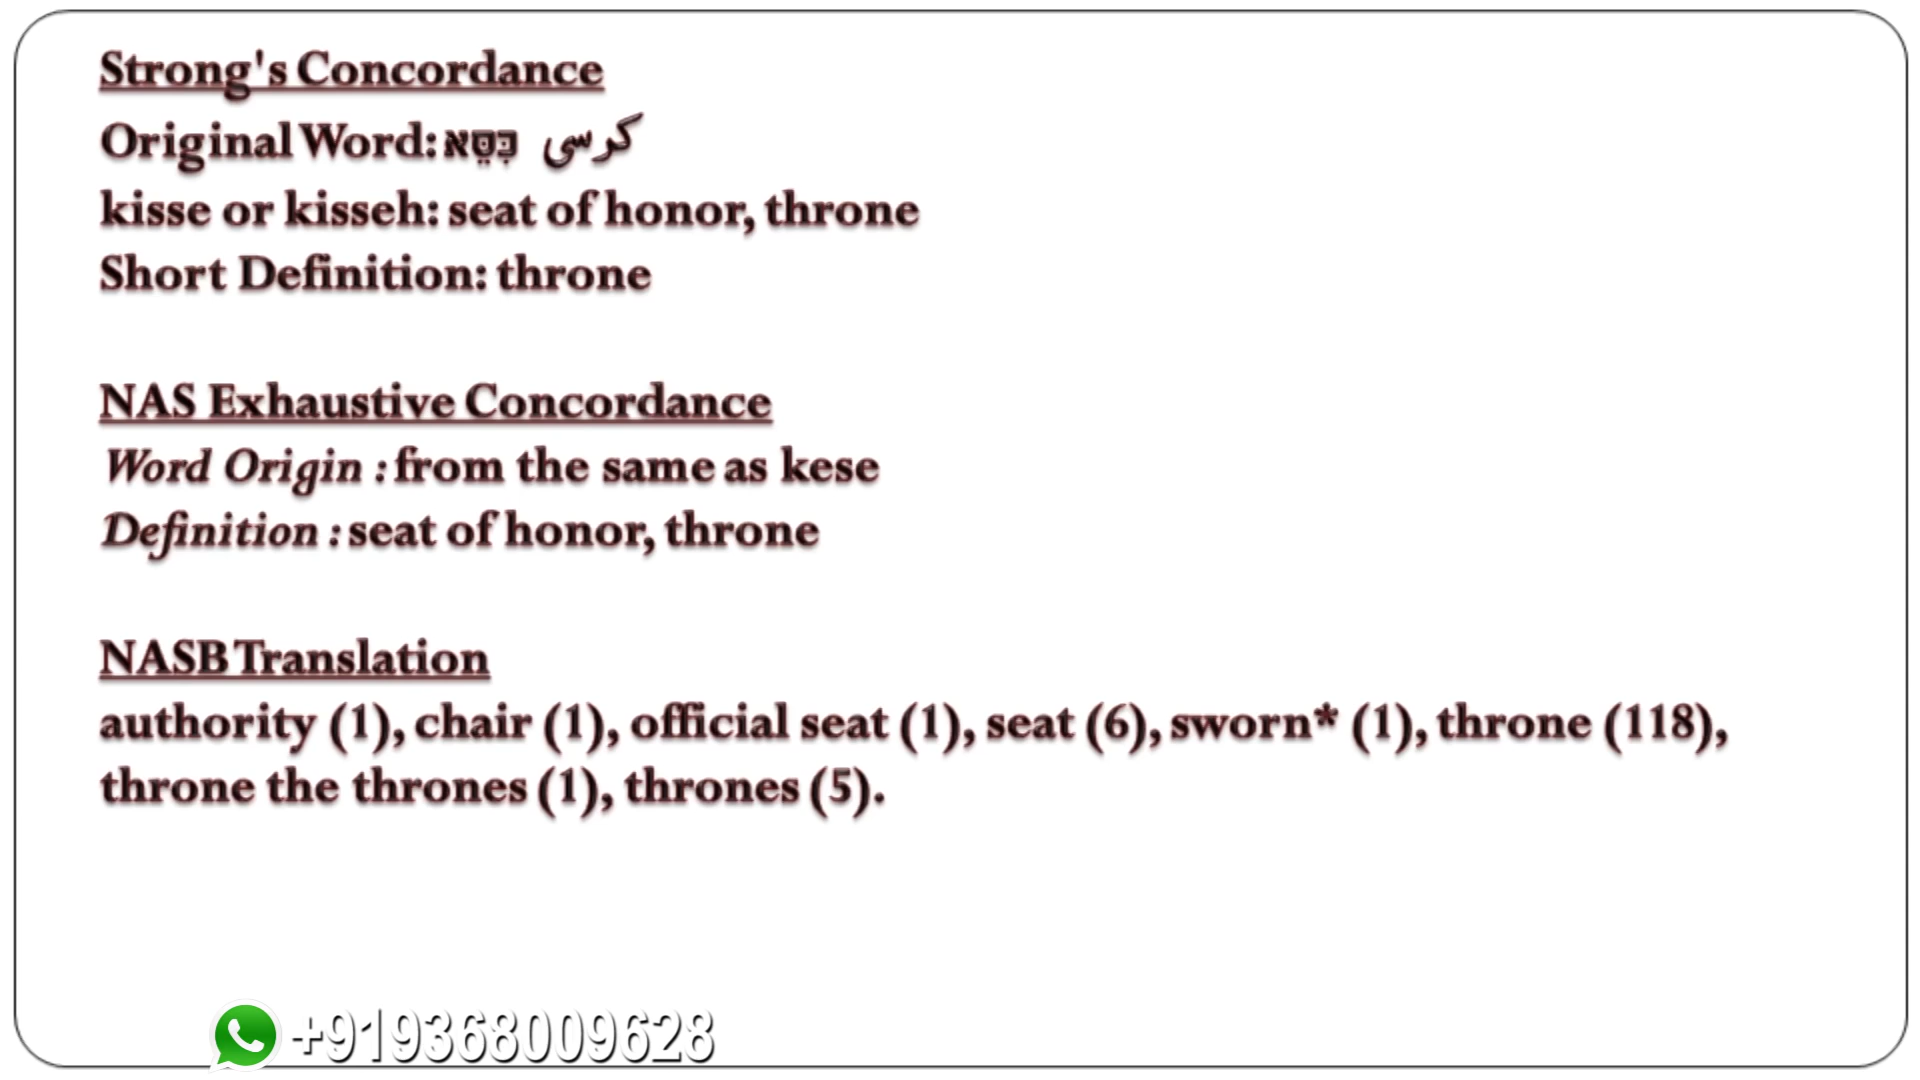 Strong's Concordance
Original Word: כִּסֵּא کرسی
kisse or kisseh: seat of honor, throne
Short Definition: throne
NAS Exhaustive Concordance
Word Origin : from the same as kese
Definition : seat of honor, throne
NASB Translation
authority (1), chair (1), official seat (1), seat (6), sworn* (1), throne (118),
throne the thrones (1), thrones (5).
+919368009628